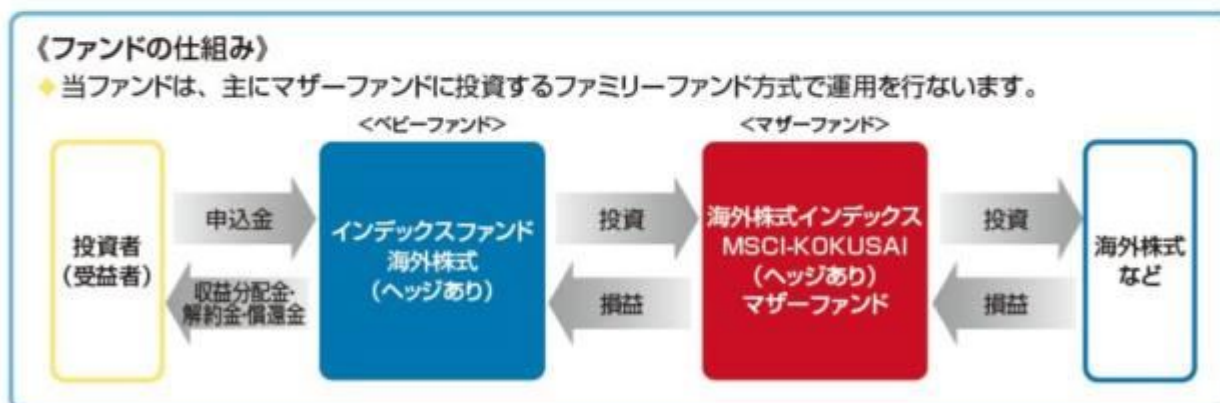 《ファンドの仕組み》
◆当ファンドは、主にマザーファンドに投資するファミリーファンド方式で運用を行ないます。
<ベビーファンド>
<マザーファンド>
投資者
(受益者)
申込金
収益分配金・
解約金・償還金
インデックスファンド
海外株式
(ヘッジあり)
投資
損益
海外株式インデックス
MSCI-KOKUSAI
(ヘッジあり)
マザーファンド
投資
損益
海外株式
など